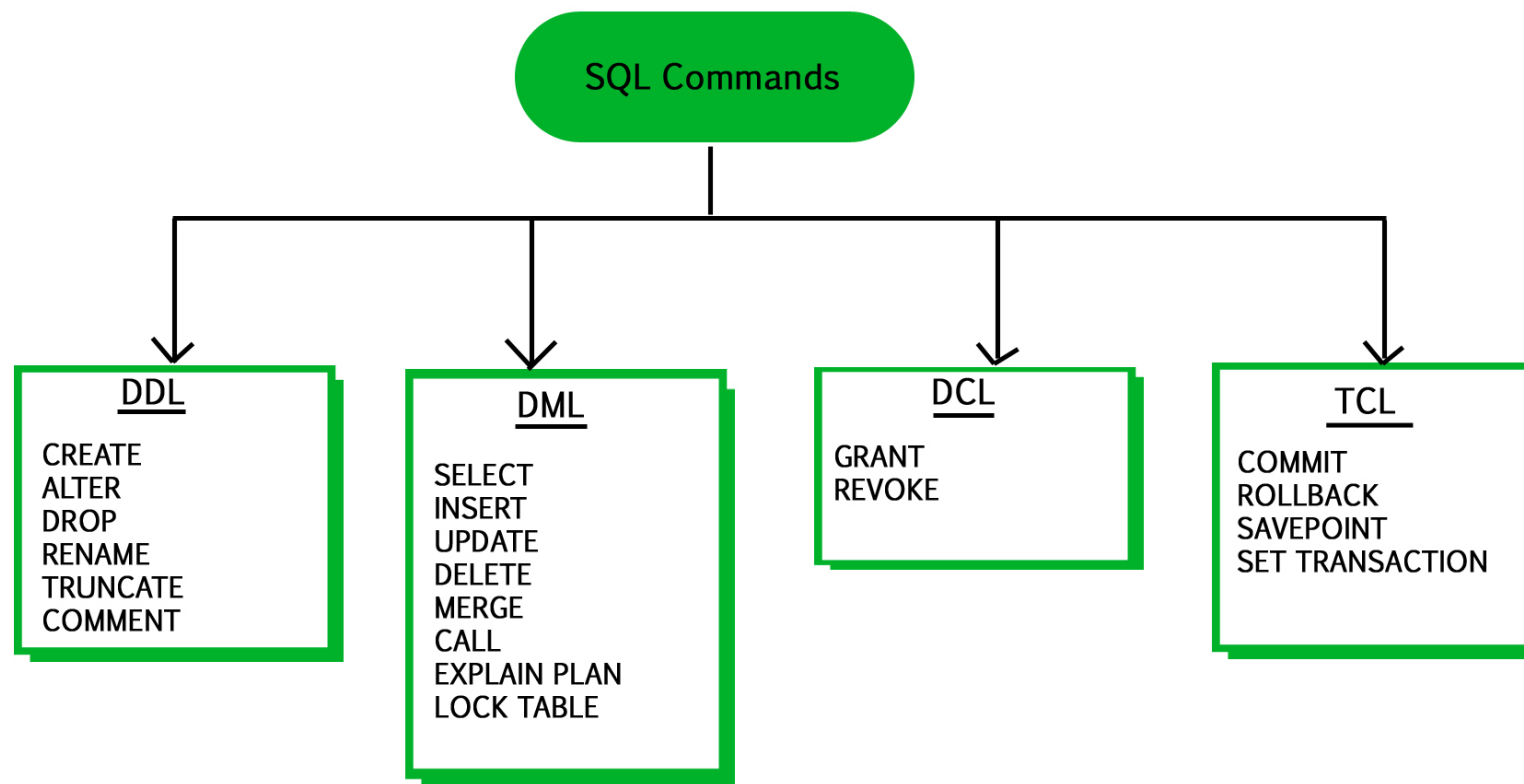 SQL Commands
DDL
CREATE
ALTER
DROP
RENAME
TRUNCATE
COMMENT
DML
SELECT
INSERT
UPDATE
DELETE
MERGE
CALL
EXPLAIN PLAN
LOCK TABLE
DCL
GRANT
REVOKE
TCL
COMMIT
ROLLBACK
SAVEPOINT
SET TRANSACTION